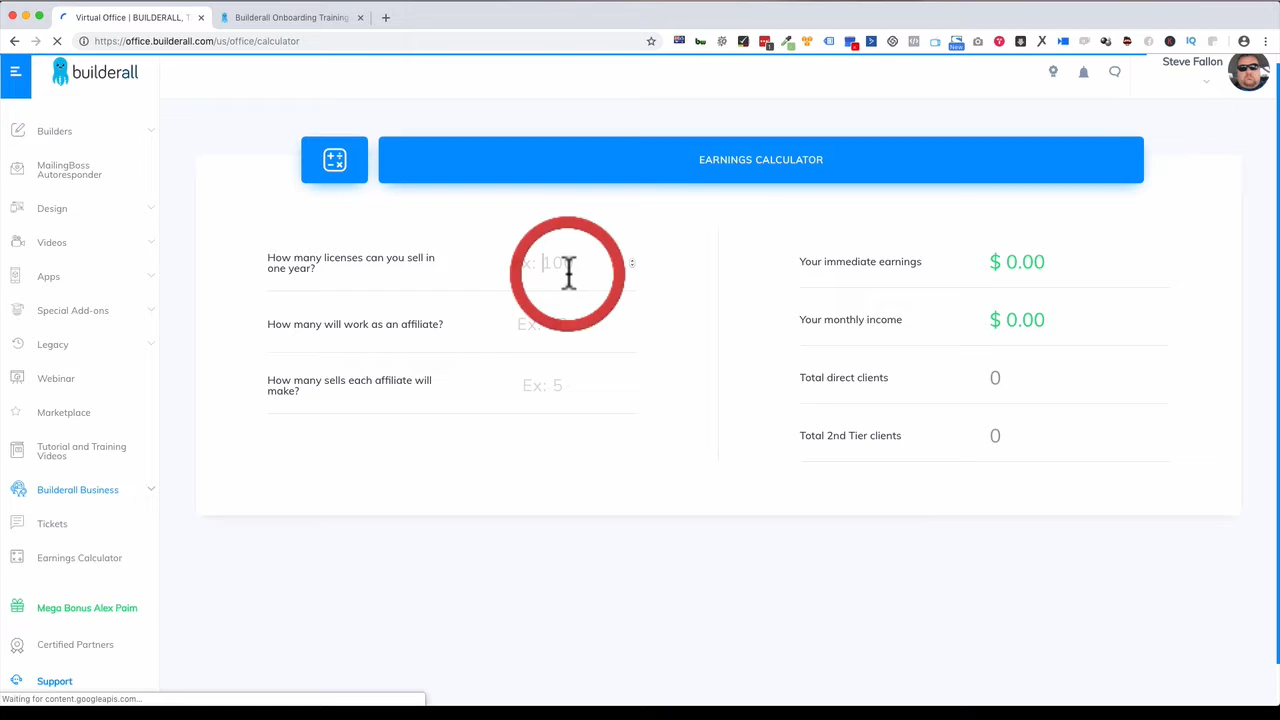 Virtual Office | BUILDERALL, T
Builderall Onboarding Training
https://office.builderall.com/us/office/calculator
New
builderall
Steve Fallon
Builders
MailingBoss
Autoresponder
Design
Videos
Apps
Special Add-ons
Legacy
Webinar
Marketplace
Tutorial and Training
Videos
Builderall Business
Tickets
Earnings Calculator
Mega Bonus Alex Paim
Certified Partners
Support
EARNINGS CALCULATOR
How many licenses can you sell in
one year?
How many will work as an affiliate?
Ex:
How many sells each affiliate will
make?
Ex: 5
Your immediate earnings
$ 0.00
Your monthly income
$ 0.00
Total direct clients
0
Total 2nd Tier clients
0
Waiting for content.googleapis.com...